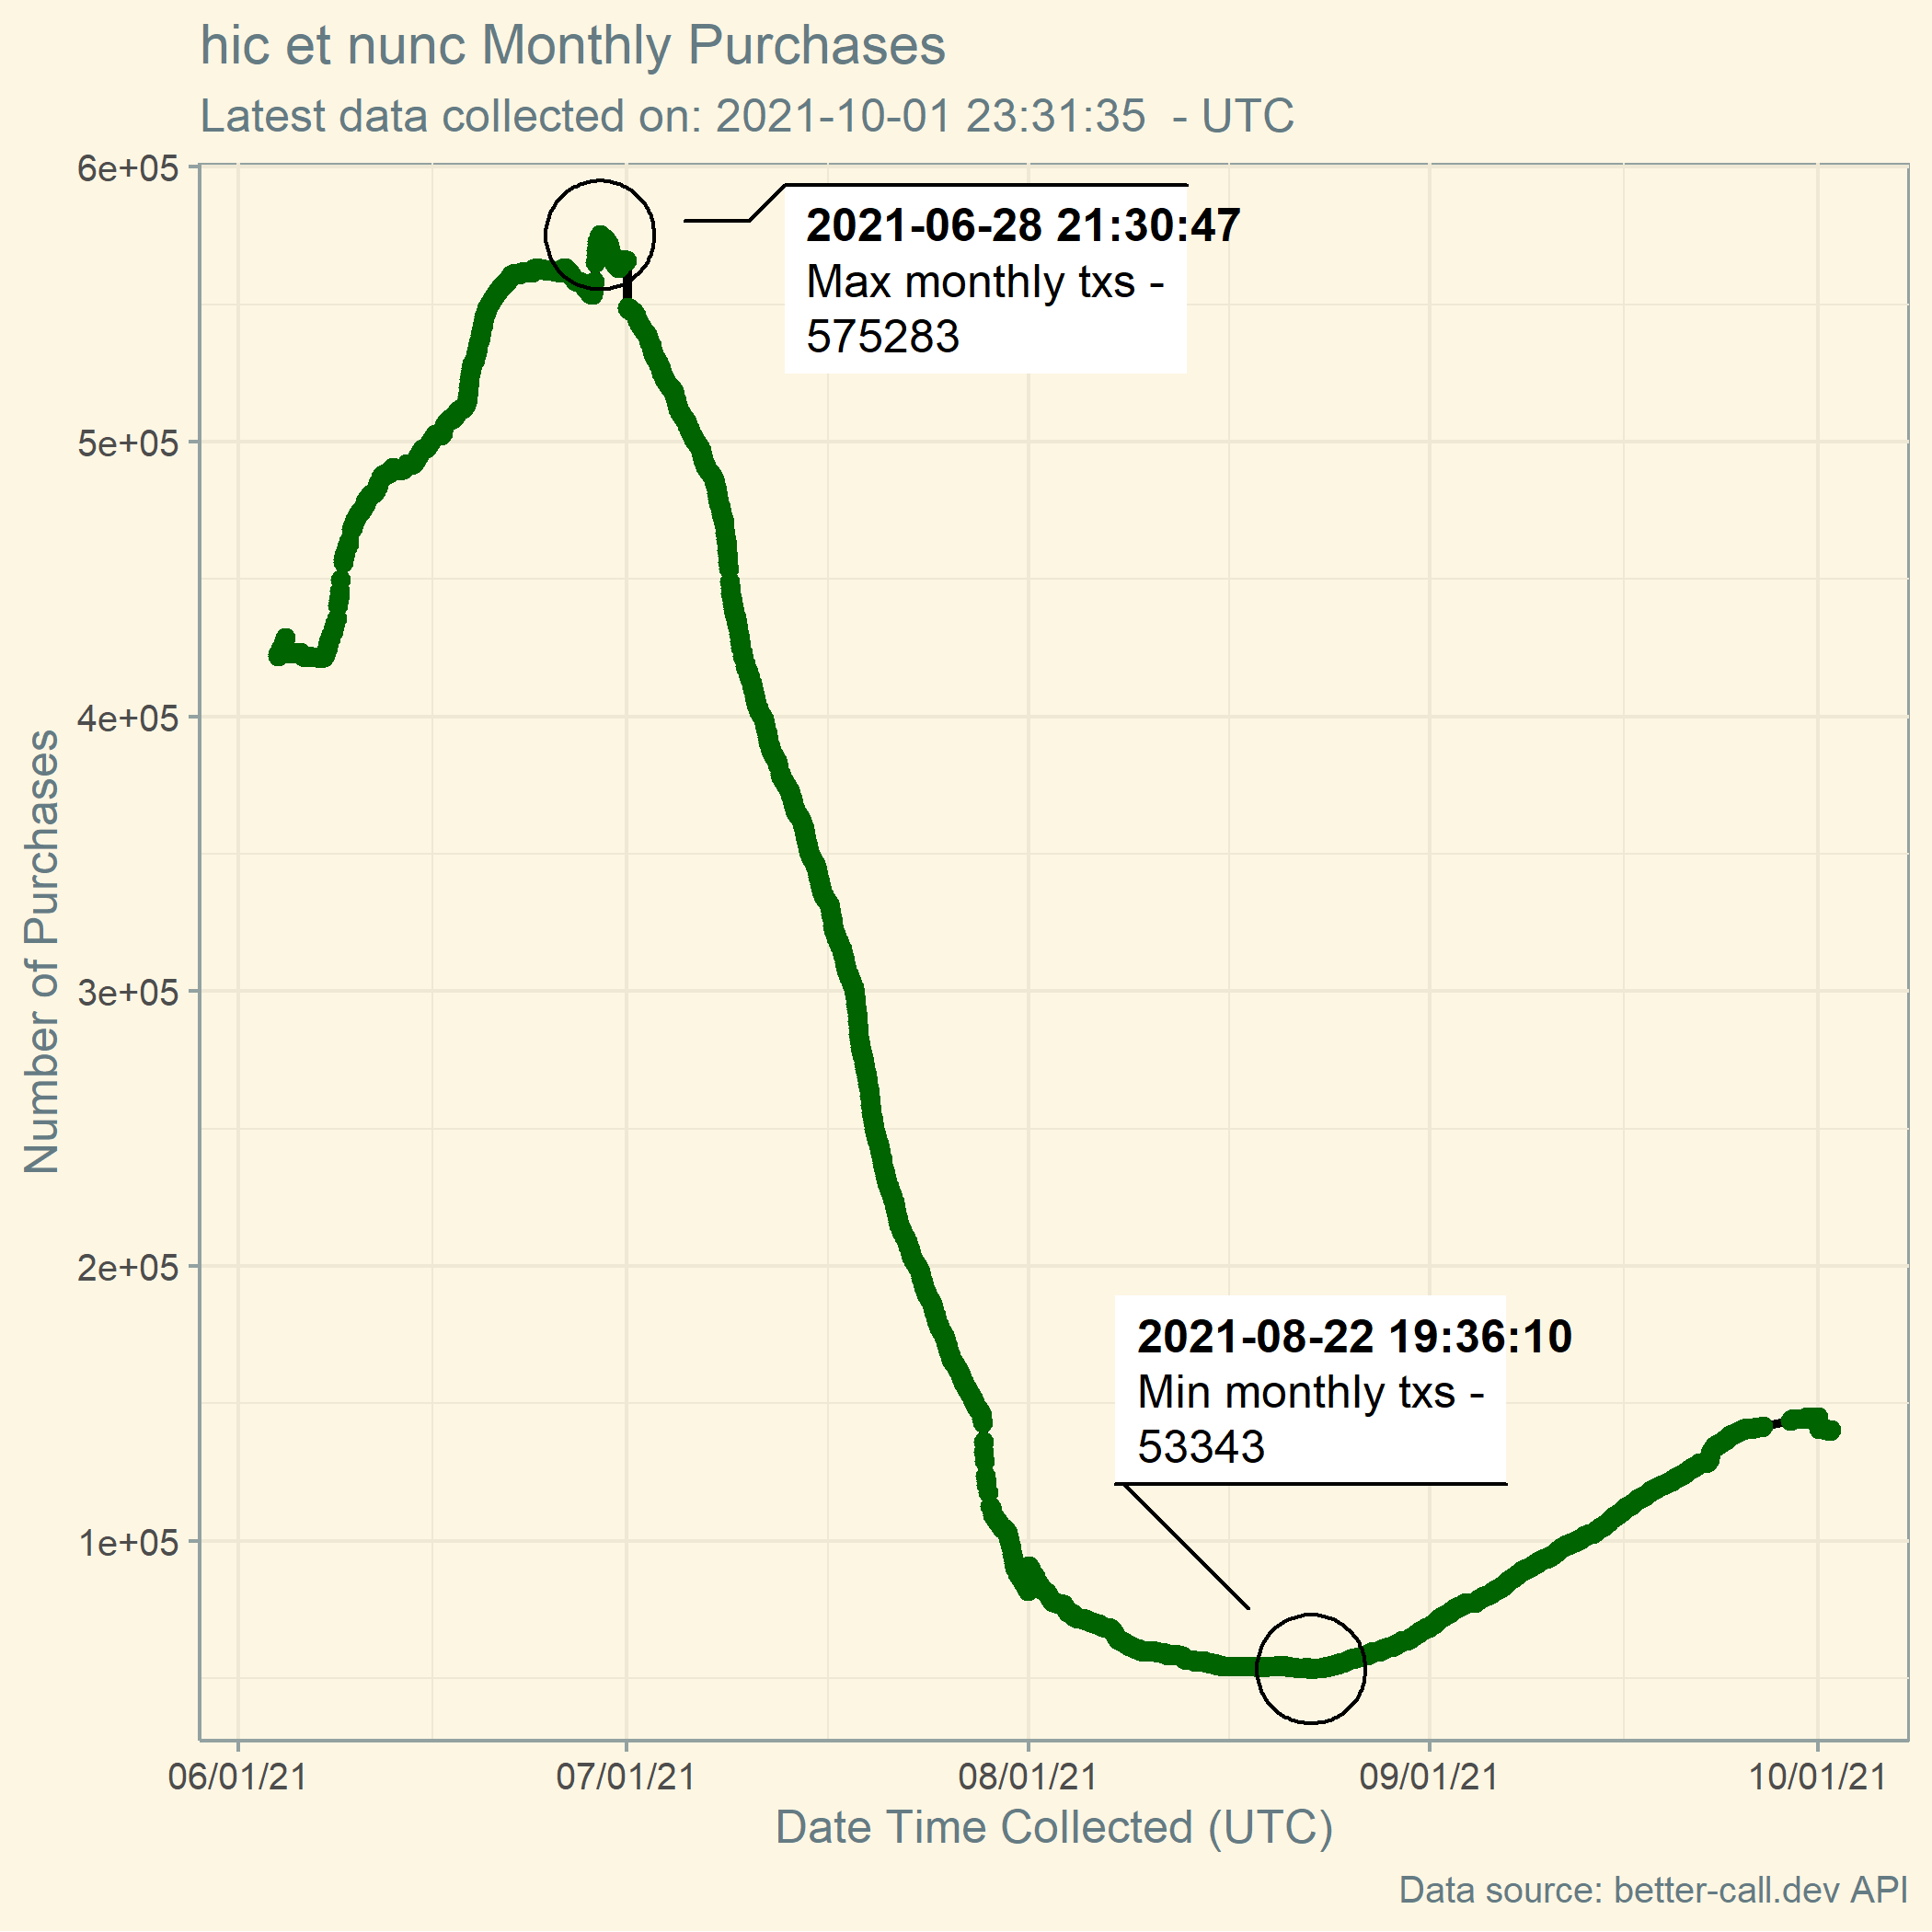 hic et nunc Monthly Purchases
Latest data collected on: 2021-10-01 23:31:35  - UTC
6e+05
5e+05
4e+05
3e+05
2e+05
1e+05
Number of Purchases
2021-06-28 21:30:47
Max monthly txs -
575283
2021-08-22 19:36:10
Min monthly txs -
53343
06/01/21
07/01/21
08/01/21
09/01/21
10/01/21
Date Time Collected (UTC)
Data source: better-call.dev API